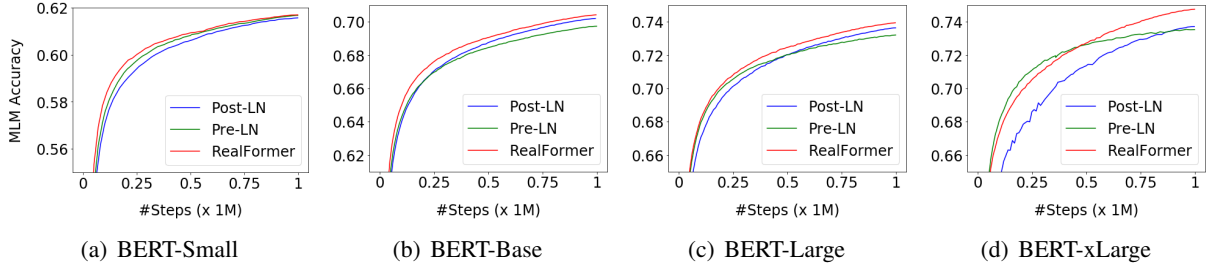 MLM Accuracy
0.62
0.60
0.58
0.56
Post-LN
Pre-LN
RealFormer
0 0.25 0.5 0.75 1
#Steps (x 1M)
(a) BERT-Small
0.70
0.68
0.66
0.64
0.62
Post-LN
Pre-LN
RealFormer
0 0.25 0.5 0.75 1
#Steps (x 1M)
(b) BERT-Base
0.74
0.72
0.70
0.68
0.66
Post-LN
Pre-LN
RealFormer
0 0.25 0.5 0.75 1
#Steps (x 1M)
(c) BERT-Large
0.74
0.72
0.70
0.68
0.66
Post-LN
Pre-LN
RealFormer
0 0.25 0.5 0.75 1
#Steps (x 1M)
(d) BERT-xLarge